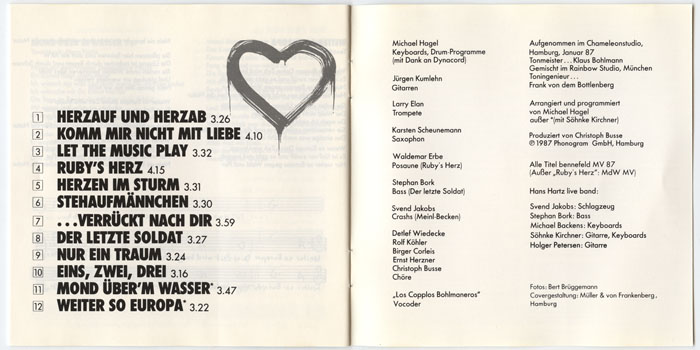 1 HERZAUF UND HERZAB 3.26
2 KOMM MIR NICHT MIT LIEBE 4.10
3 LET THE MUSIC PLAY 3.32
4 RUBY'S HERZ 4.15
5 HERZEN IM STURM 3.31
6 STEHAUFMÄNNCHEN 3.30
7 ...VERRÜCKT NACH DIR 3.59
8 DER LETZTE SOLDAT 3.27
9 NUR EIN TRAUM 3.24
10 EINS, ZWEI, DREI 3.16
11 MOND ÜBER'M WASSER* 3.47
12 WEITER SO EUROPA* 3.22
Michael Hagel
Keyboards, Drum-Programme
(mit Dank an Dynacord)
Jürgen Kumlehn
Gitarren
Larry Elan
Trompete
Karsten Scheunemann
Saxophon
Waldemar Erbe
Posaune (Ruby's Herz)
Stephan Bork
Bass (Der letzte Soldat)
Svend Jakobs
Crashs (Meinl-Becken)
Detlef Wiedecke
Rolf Köhler
Birger Corleis
Ernst Herzner
Christoph Busse
Chöre
„Los Copplos Bohlmaneros"
Vocoder
Aufgenommen im Chameleonstudio,
Hamburg, Januar 87
Tonmeister... Klaus Bohlmann
Gemischt im Rainbow Studio, München
Toningenieur...
Frank von dem Bottlenberg
Arrangiert und programmiert
von Michael Hagel
außer *(mit Söhnke Kirchner)
Produziert von Christoph Busse
℗ 1987 Phonogram GmbH, Hamburg
Alle Titel bennefeld MV 87
(Außer „Ruby's Herz": MdW MV)
Hans Hartz live band:
Svend Jakobs: Schlagzeug
Stephan Bork: Bass
Michael Backens: Keyboards
Söhnke Kirchner: Gitarre, Keyboards
Holger Petersen: Gitarre
Fotos: Bert Brüggemann
Covergestaltung: Müller & von Frankenberg,
Hamburg